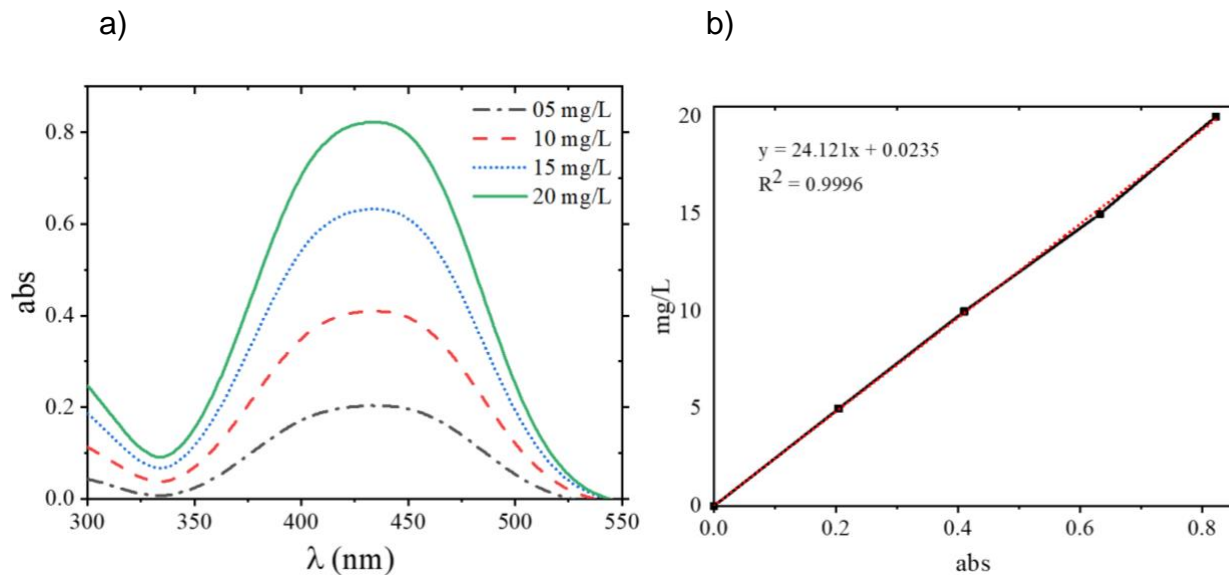 a)
b)
abs
0.8
0.6
0.4
0.2
0.0
05 mg/L
10 mg/L
15 mg/L
20 mg/L
300
350
400
450
500
550
λ (nm)
mg/L
20
15
10
5
0
y = 24.121x + 0.0235
R² = 0.9996
0.0
0.2
0.4
0.6
0.8
abs